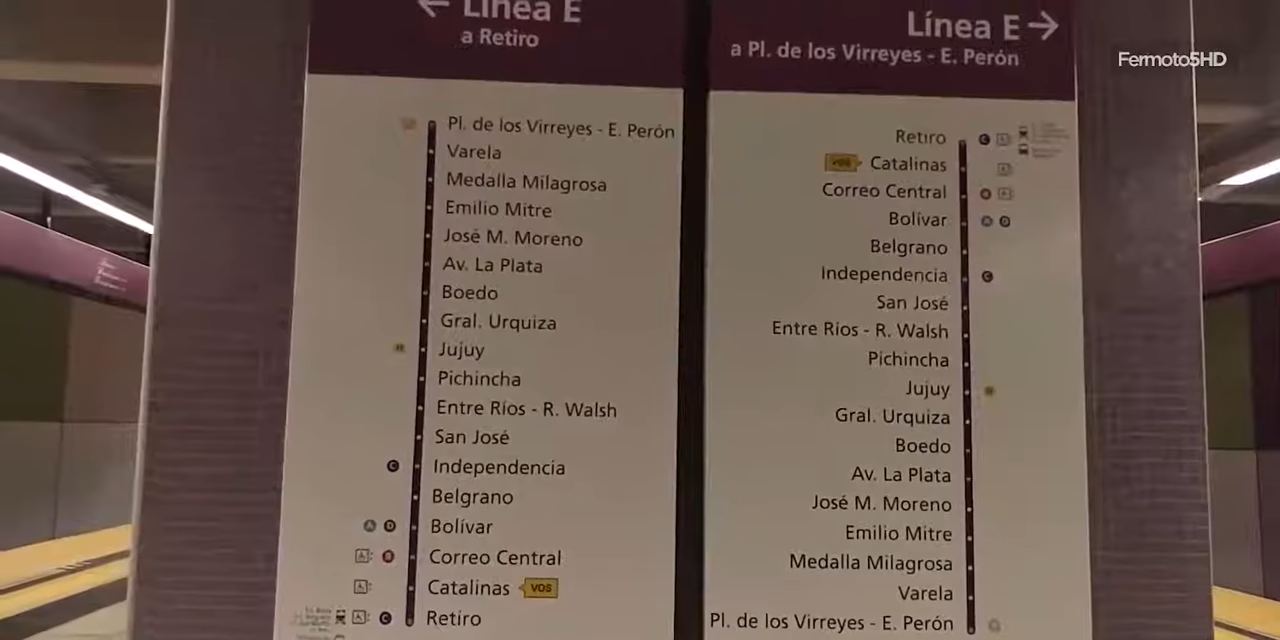 ← Línea E
a Retiro
Pl. de los Virreyes - E. Perón
Varela
Medalla Milagrosa
Emilio Mitre
José M. Moreno
Av. La Plata
Boedo
Gral. Urquiza
H Jujuy
Pichincha
Entre Ríos - R. Walsh
San José
C Independencia
Belgrano
A D Bolívar
B Correo Central
Catalinas VOS
C Retiro
Línea E →
a Pl. de los Virreyes - E. Perón
Retiro C
VOS Catalinas
Correo Central B
Bolívar A D
Belgrano
Independencia C
San José
Entre Ríos - R. Walsh
Pichincha
Jujuy H
Gral. Urquiza
Boedo
Av. La Plata
José M. Moreno
Emilio Mitre
Medalla Milagrosa
Varela
Pl. de los Virreyes - E. Perón
Fermoto5HD